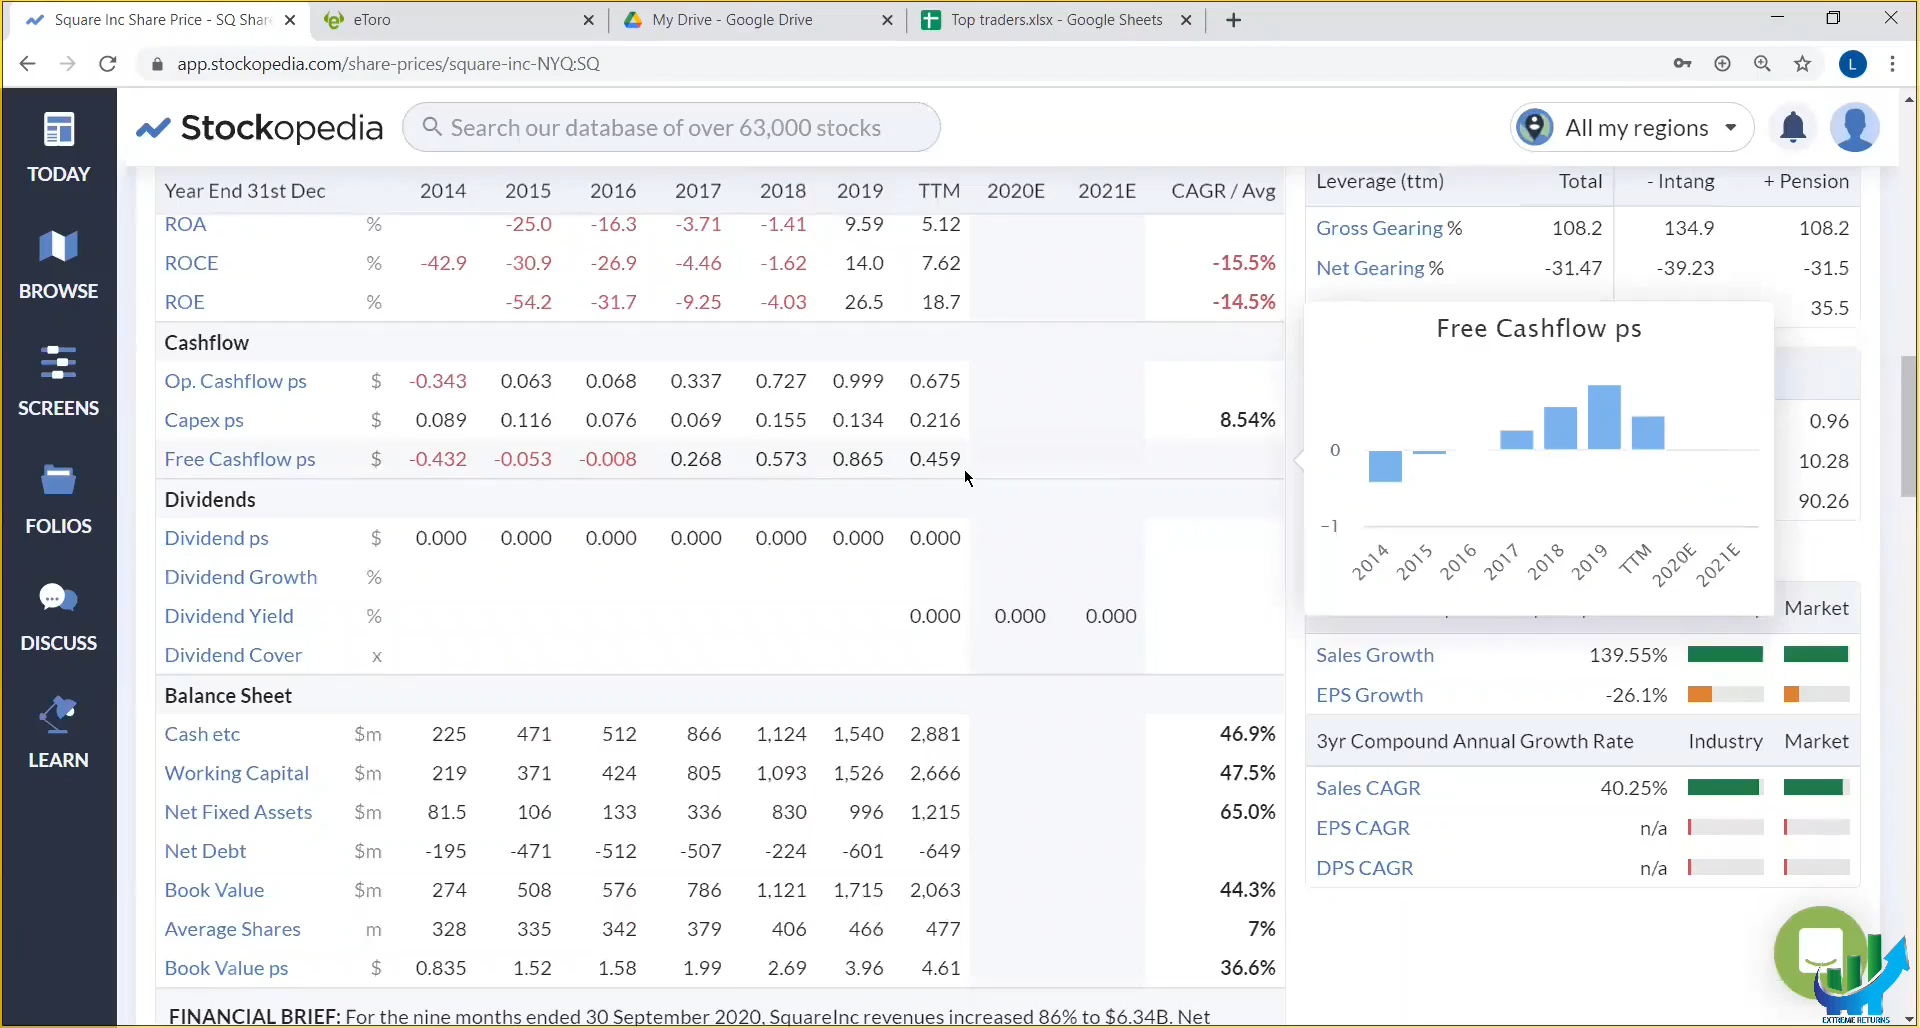 Square Inc Share Price - SQ Shar
eToro
My Drive - Google Drive
Top traders.xlsx - Google Sheets
app.stockopedia.com/share-prices/square-inc-NYQ:SQ
L
Stockopedia
Search our database of over 63,000 stocks
All my regions
TODAY
BROWSE
SCREENS
FOLIOS
DISCUSS
LEARN
Year End 31st Dec 2014 2015 2016 2017 2018 2019 TTM 2020E 2021E CAGR / Avg
ROA % -25.0 -16.3 -3.71 -1.41 9.59 5.12
ROCE % -42.9 -30.9 -26.9 -4.46 -1.62 14.0 7.62 -15.5%
ROE % -54.2 -31.7 -9.25 -4.03 26.5 18.7 -14.5%
Cashflow
Op. Cashflow ps $ -0.343 0.063 0.068 0.337 0.727 0.999 0.675
Capex ps $ 0.089 0.116 0.076 0.069 0.155 0.134 0.216 8.54%
Free Cashflow ps $ -0.432 -0.053 -0.008 0.268 0.573 0.865 0.459
Dividends
Dividend ps $ 0.000 0.000 0.000 0.000 0.000 0.000 0.000
Dividend Growth %
Dividend Yield % 0.000 0.000 0.000
Dividend Cover x
Balance Sheet
Cash etc $m 225 471 512 866 1,124 1,540 2,881 46.9%
Working Capital $m 219 371 424 805 1,093 1,526 2,666 47.5%
Net Fixed Assets $m 81.5 106 133 336 830 996 1,215 65.0%
Net Debt $m -195 -471 -512 -507 -224 -601 -649
Book Value $m 274 508 576 786 1,121 1,715 2,063 44.3%
Average Shares m 328 335 342 379 406 466 477 7%
Book Value ps $ 0.835 1.52 1.58 1.99 2.69 3.96 4.61 36.6%
FINANCIAL BRIEF: For the nine months ended 30 September 2020, SquareInc revenues increased 86% to $6.34B. Net
Leverage (ttm) Total - Intang + Pension
Gross Gearing % 108.2 134.9 108.2
Net Gearing % -31.47 -39.23 -31.5
35.5
Free Cashflow ps
0
-1
2014 2015 2016 2017 2018 2019 TTM 2020E 2021E
0.96
10.28
90.26
Market
Sales Growth 139.55%
EPS Growth -26.1%
3yr Compound Annual Growth Rate Industry Market
Sales CAGR 40.25%
EPS CAGR n/a
DPS CAGR n/a
EXTREME RETURNS